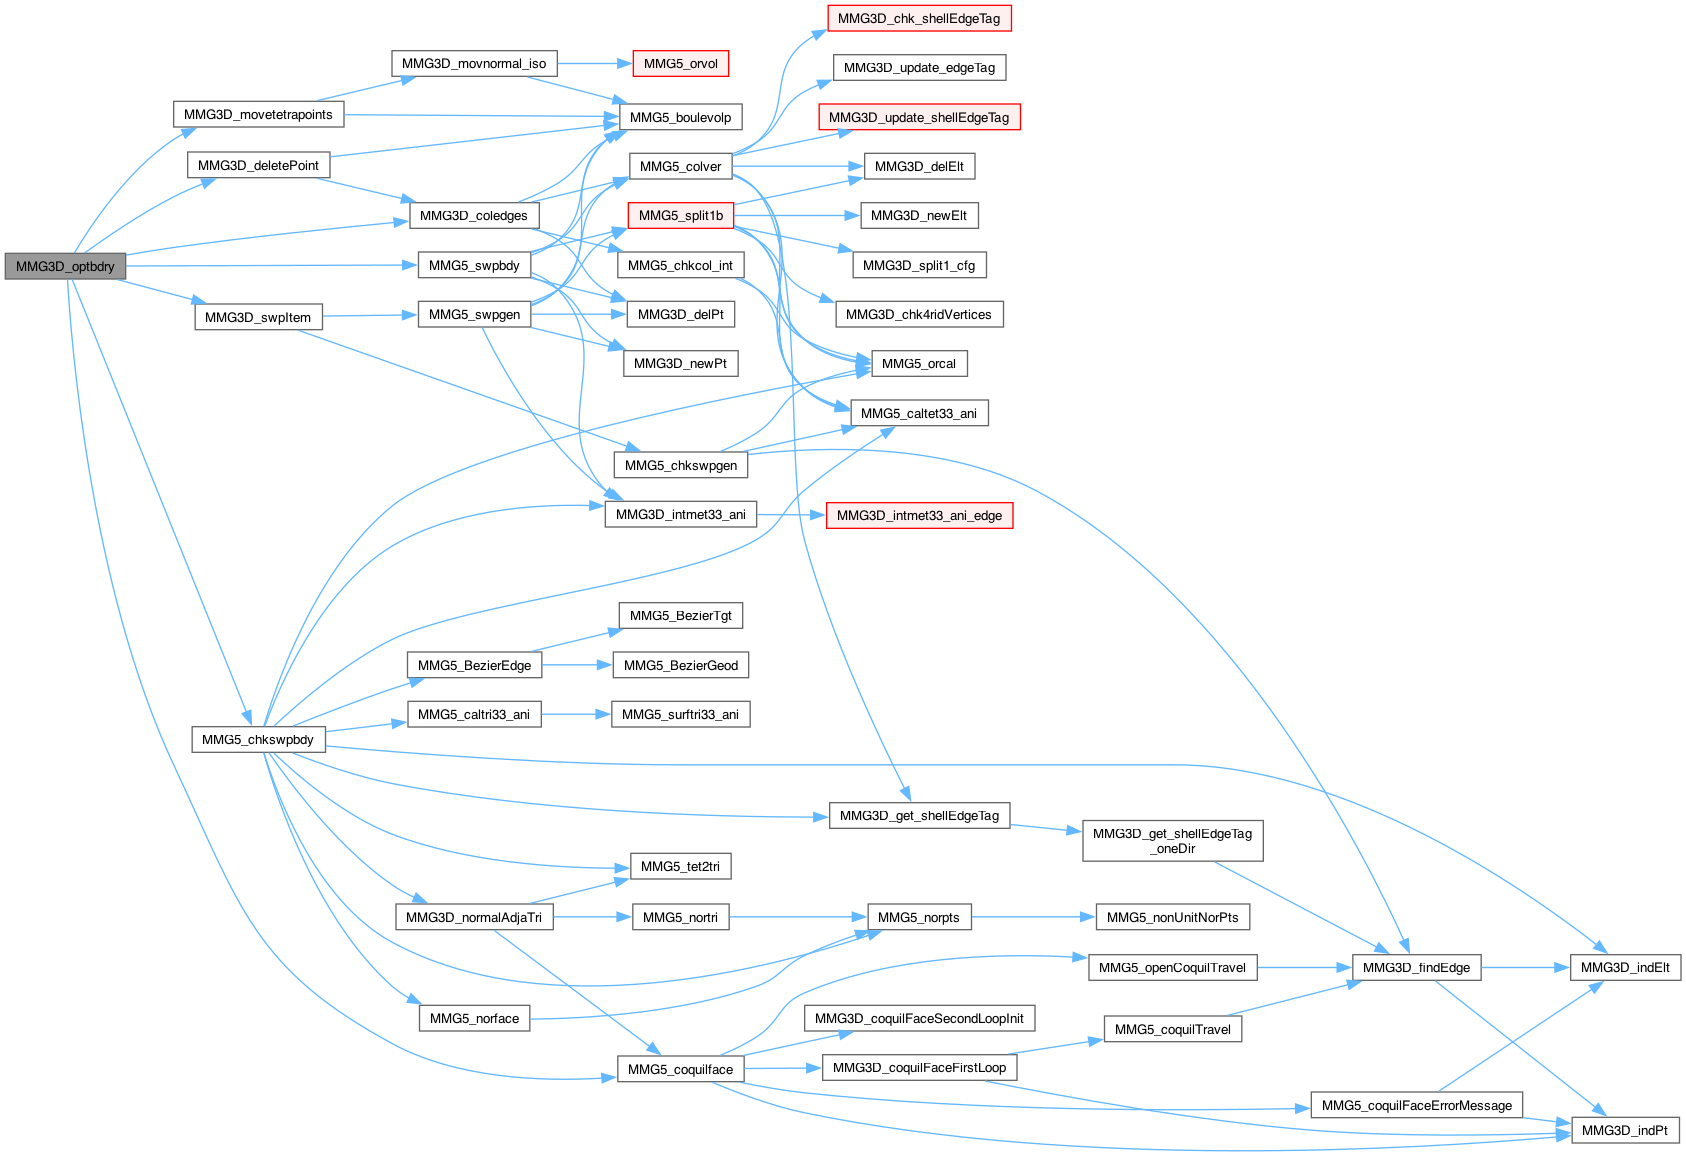 MMG3D_chk_shellEdgeTag
MMG3D_movnormal_iso
MMG5_orvol
MMG3D_update_edgeTag
MMG3D_movetetrapoints
MMG5_boulevolp
MMG3D_update_shellEdgeTag
MMG3D_deletePoint
MMG5_colver
MMG3D_delElt
MMG3D_coledges
MMG5_split1b
MMG3D_newElt
MMG3D_optbdry
MMG5_swpbdy
MMG5_chkcol_int
MMG3D_split1_cfg
MMG3D_swpItem
MMG5_swpgen
MMG3D_delPt
MMG3D_chk4ridVertices
MMG3D_newPt
MMG5_orcal
MMG5_caltet33_ani
MMG5_chkswpgen
MMG3D_intmet33_ani
MMG3D_intmet33_ani_edge
MMG5_BezierTgt
MMG5_BezierEdge
MMG5_BezierGeod
MMG5_caltri33_ani
MMG5_surftri33_ani
MMG5_chkswpbdy
MMG3D_get_shellEdgeTag
MMG3D_get_shellEdgeTag
_oneDir
MMG5_tet2tri
MMG3D_normalAdjaTri
MMG5_nortri
MMG5_norpts
MMG5_nonUnitNorPts
MMG5_openCoquilTravel
MMG3D_findEdge
MMG3D_indElt
MMG5_norface
MMG3D_coquilFaceSecondLoopInit
MMG5_coquilTravel
MMG5_coquilface
MMG3D_coquilFaceFirstLoop
MMG5_coquilFaceErrorMessage
MMG3D_indPt